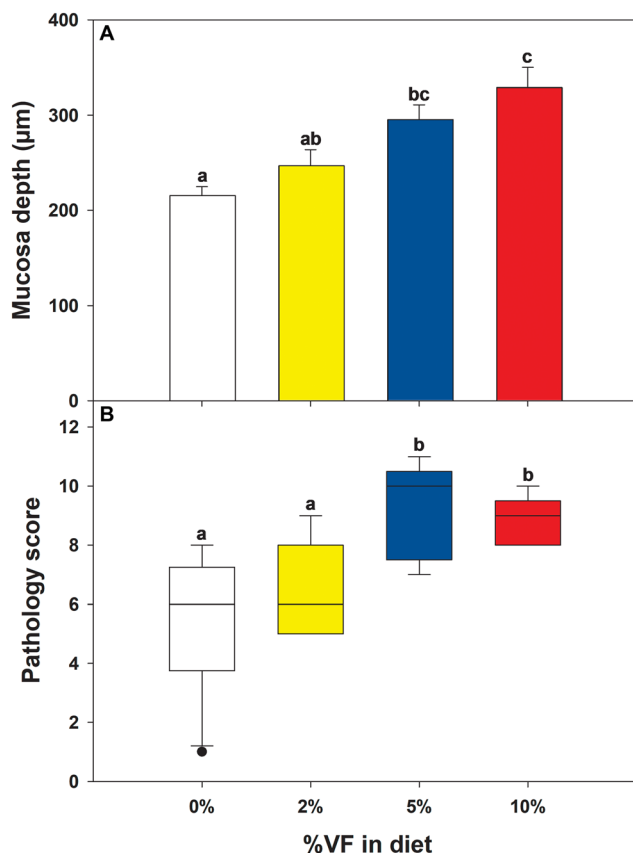 A
400
300
200
100
0
Mucosa depth (µm)
a
ab
bc
c
B
12
10
8
6
4
2
0
Pathology score
a
a
b
b
0% 2% 5% 10%
%VF in diet